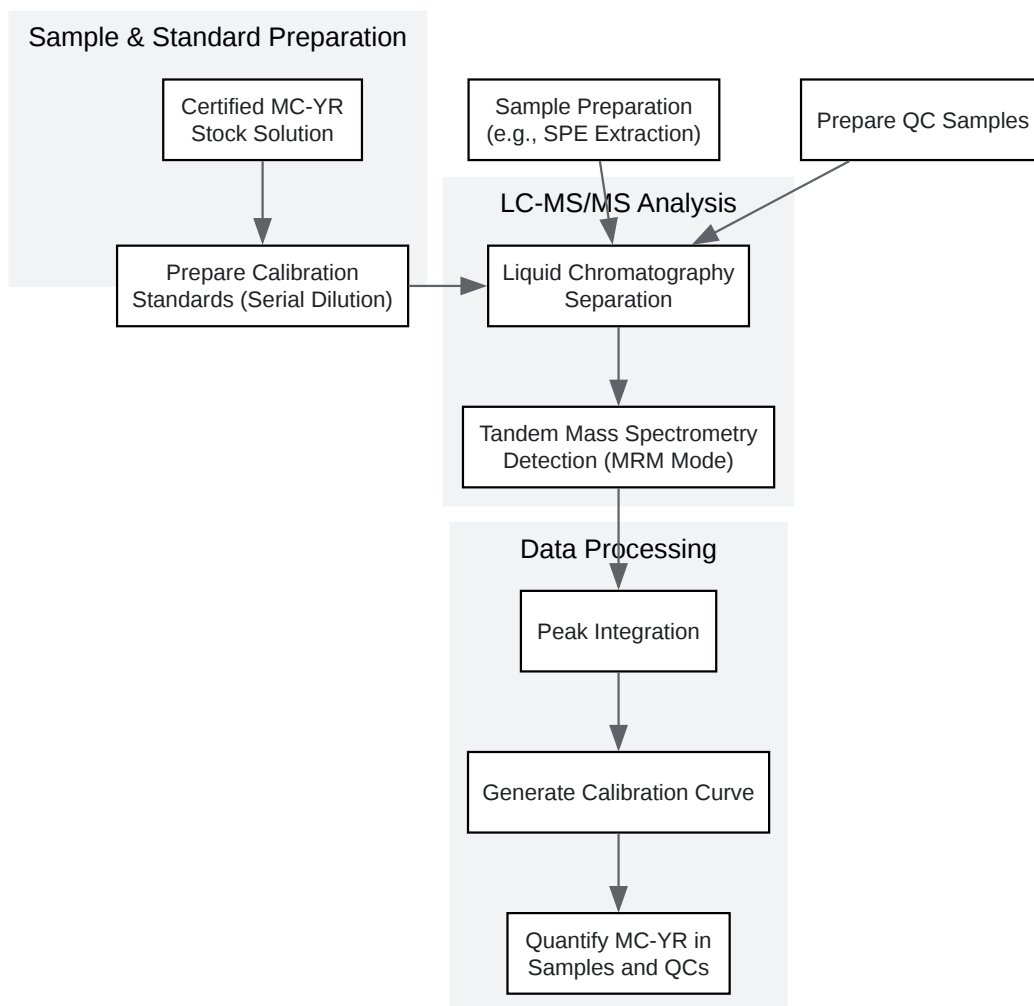 Sample & Standard Preparation
Certified MC-YR
Stock Solution
Sample Preparation
(e.g., SPE Extraction)
Prepare QC Samples
LC-MS/MS Analysis
Prepare Calibration
Standards (Serial Dilution)
Liquid Chromatography
Separation
Tandem Mass Spectrometry
Detection (MRM Mode)
Data Processing
Peak Integration
Generate Calibration Curve
Quantify MC-YR in
Samples and QCs